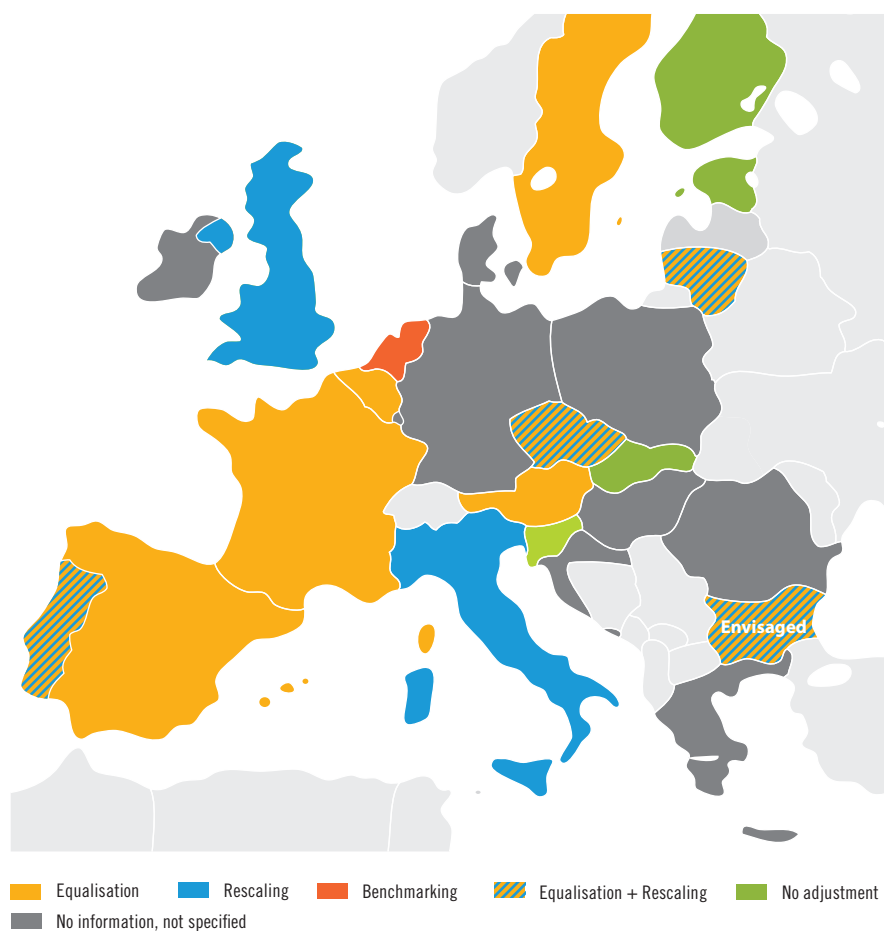 Envisaged
Equalisation Rescaling Benchmarking Equalisation + Rescaling No adjustment
No information, not specified